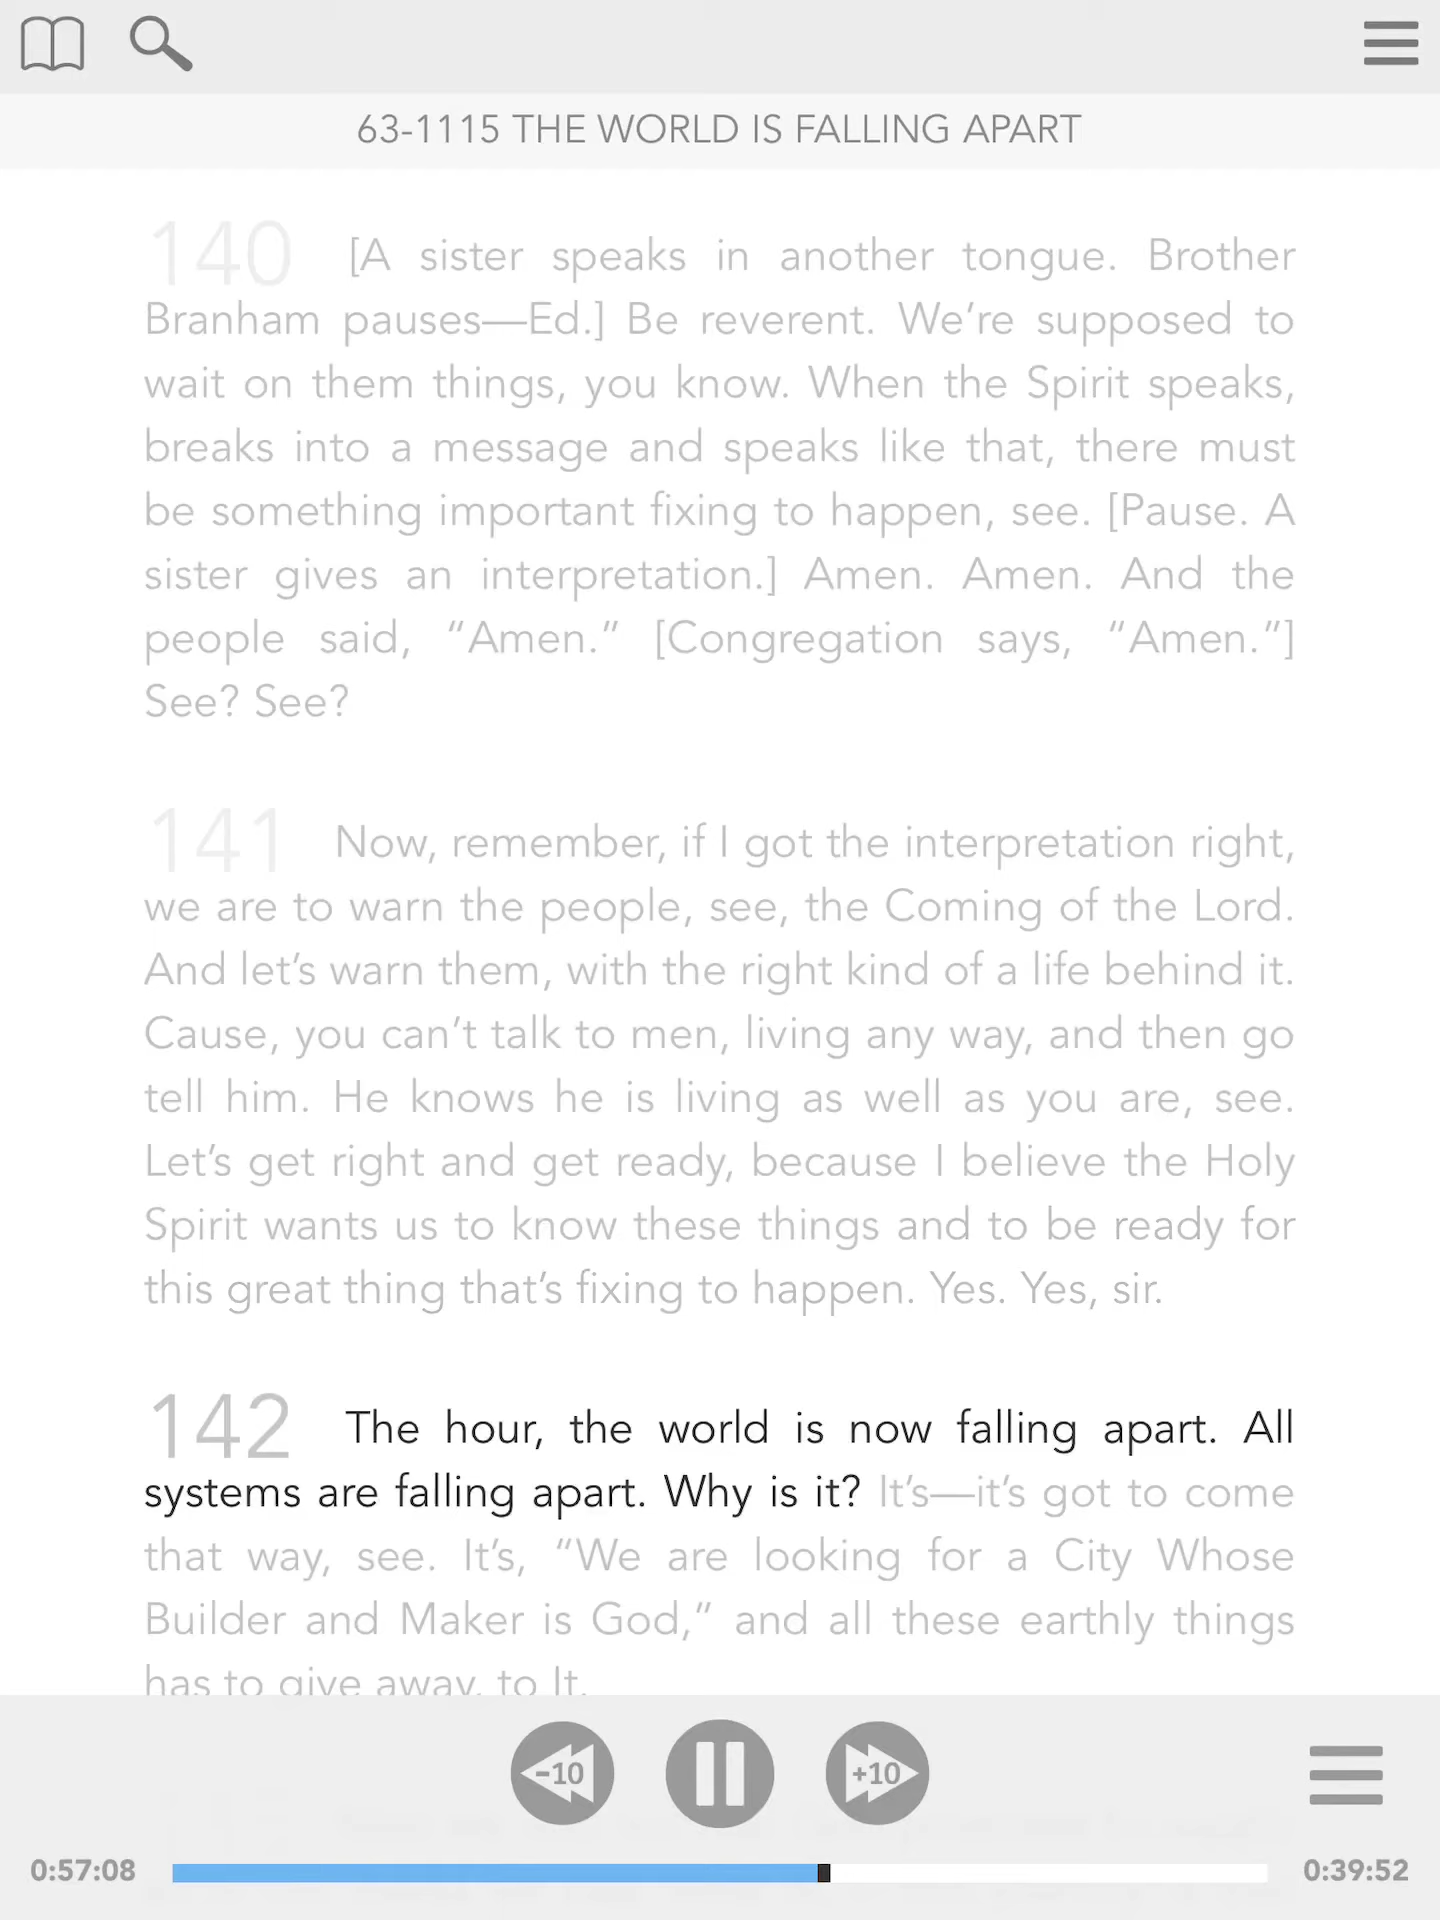 63-1115 THE WORLD IS FALLING APART
140 [A sister speaks in another tongue. Brother
Branham pauses—Ed.] Be reverent. We’re supposed to
wait on them things, you know. When the Spirit speaks,
breaks into a message and speaks like that, there must
be something important fixing to happen, see. [Pause. A
sister gives an interpretation.] Amen. Amen. And the
people said, “Amen.” [Congregation says, “Amen.”]
See? See?
141 Now, remember, if I got the interpretation right,
we are to warn the people, see, the Coming of the Lord.
And let’s warn them, with the right kind of a life behind it.
Cause, you can’t talk to men, living any way, and then go
tell him. He knows he is living as well as you are, see.
Let’s get right and get ready, because I believe the Holy
Spirit wants us to know these things and to be ready for
this great thing that’s fixing to happen. Yes. Yes, sir.
142 The hour, the world is now falling apart. All
systems are falling apart. Why is it? It’s—it’s got to come
that way, see. It’s, “We are looking for a City Whose
Builder and Maker is God,” and all these earthly things
has to give away, to It.
-10 +10
0:57:08 0:39:52